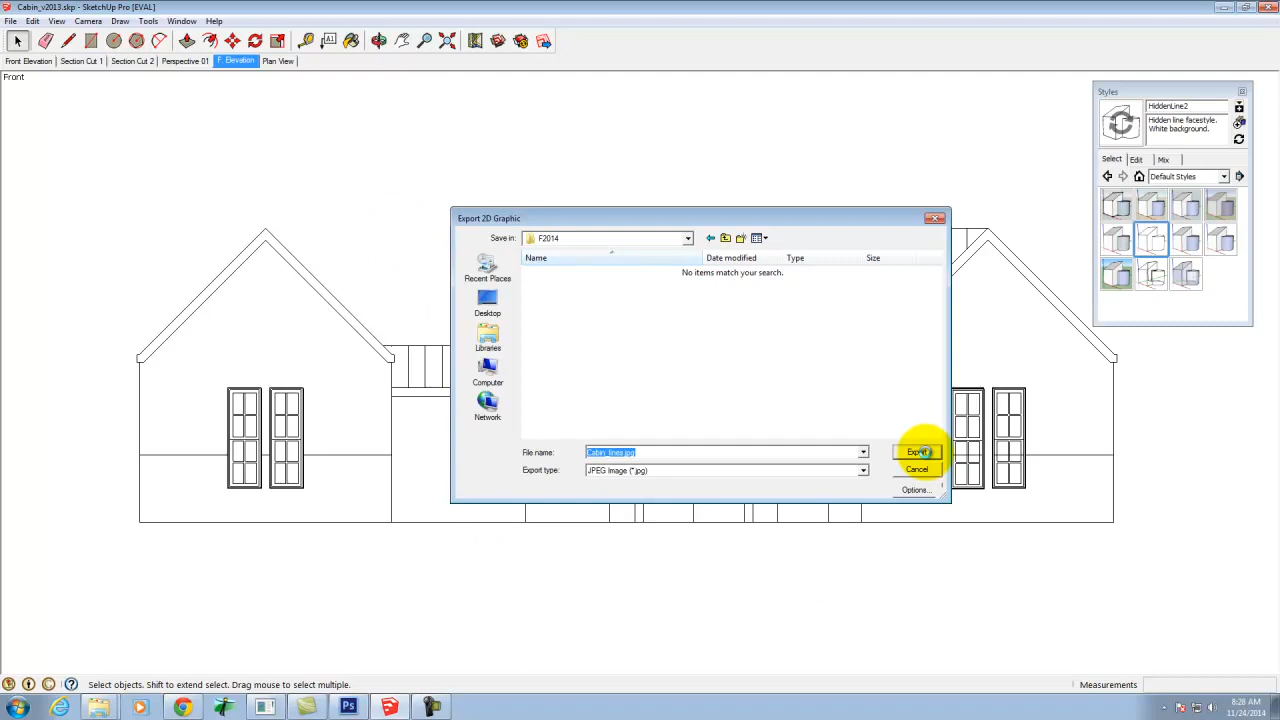 Cabin_v2013.skp - SketchUp Pro [EVAL]
File Edit View Camera Draw Tools Window Help
Front Elevation Section Cut 1 Section Cut 2 Perspective 01 F. Elevation Plan View
Front
Styles
HiddenLine2
Hidden line facestyle. White background.
Select Edit Mix
Default Styles
Export 2D Graphic
Save in: F2014
Name Date modified Type Size
No items match your search.
Recent Places
Desktop
Libraries
Computer
Network
File name: Cabin_lines.jpg Export
Export type: JPEG Image (*.jpg) Cancel
Options...
Select objects. Shift to extend select. Drag mouse to select multiple.
Measurements
Ps
8:28 AM
11/24/2014